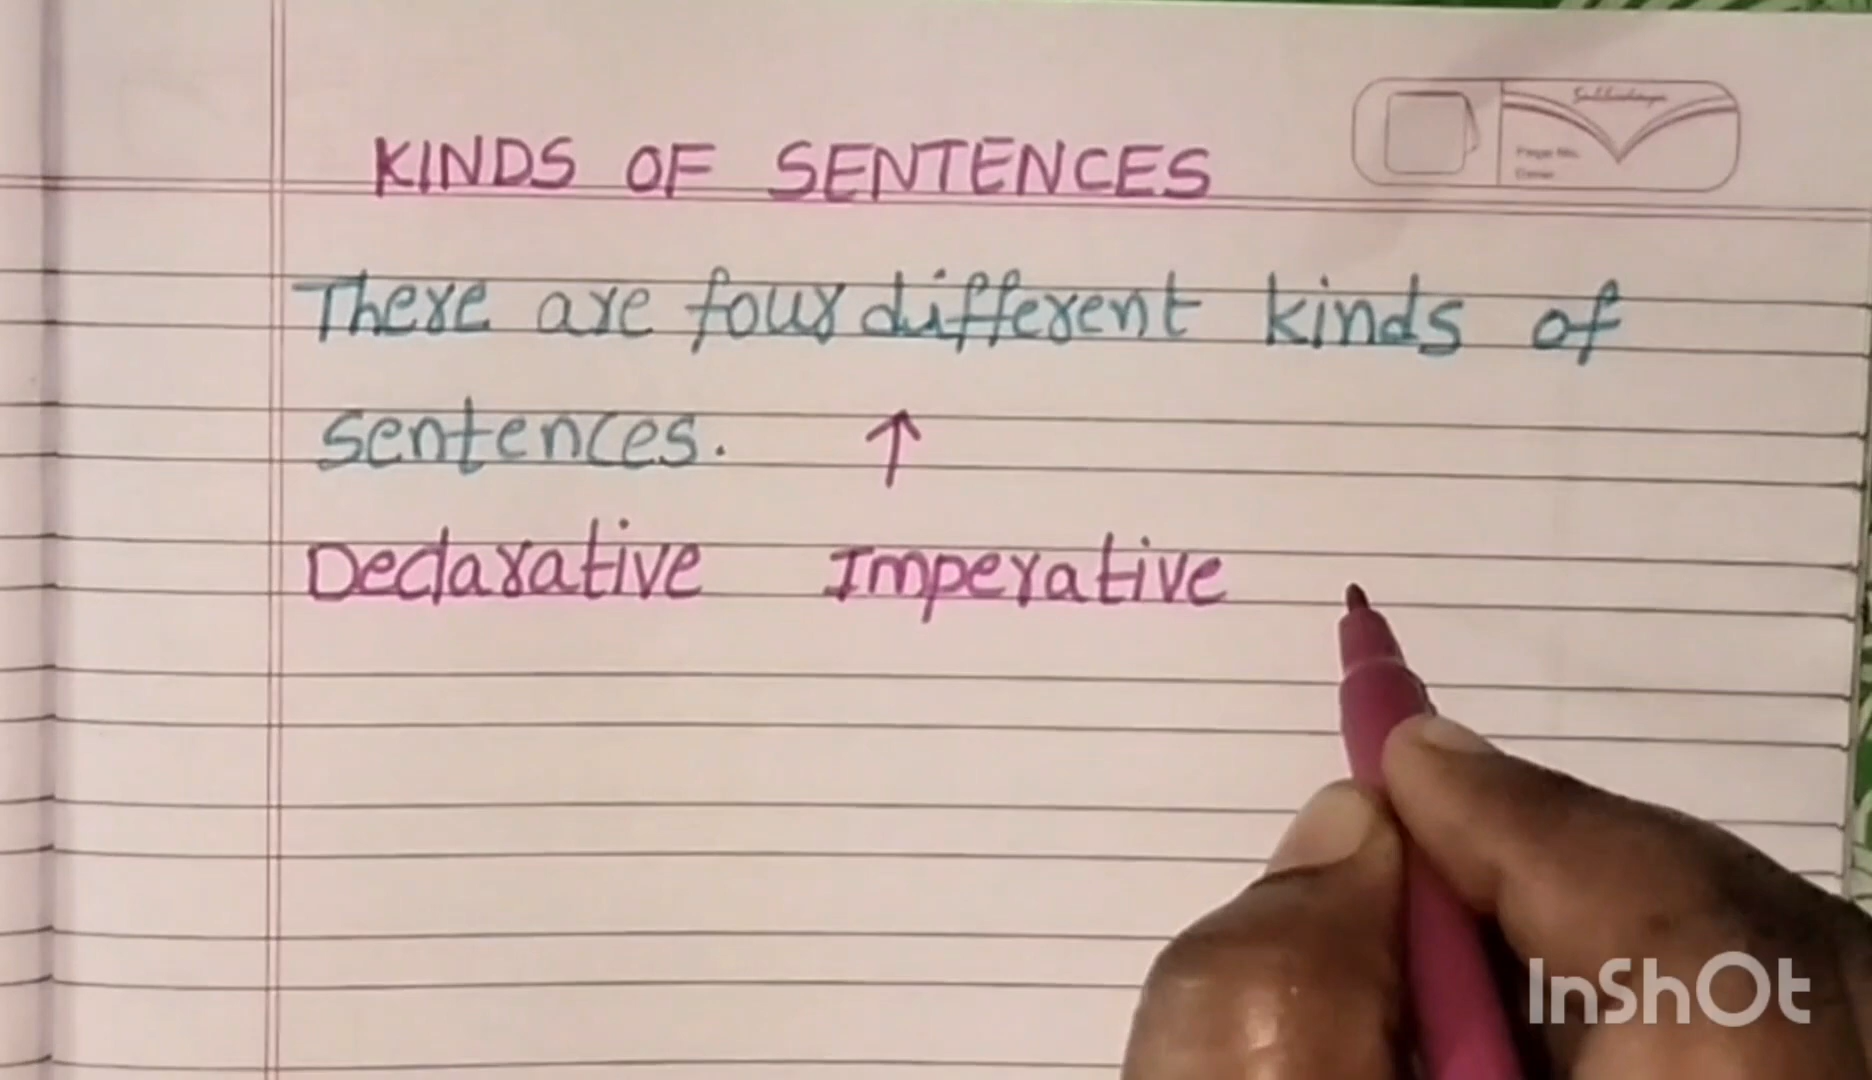 KINDS OF SENTENCES
There are four different kinds of
sentences. ↑
Declarative Imperative
InShOt